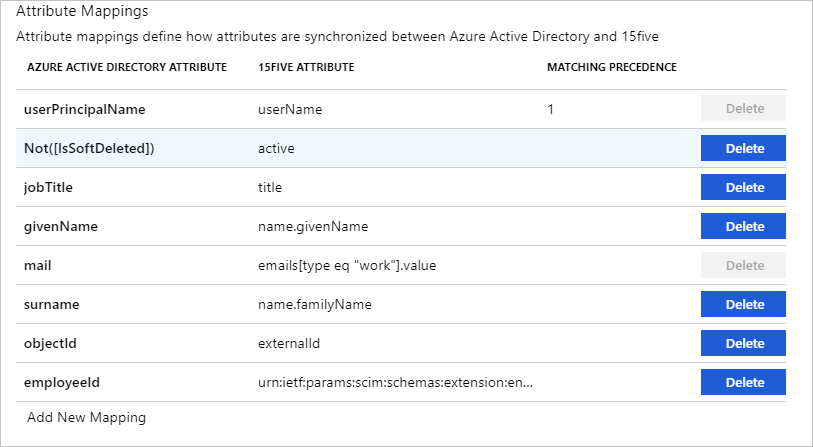 Attribute Mappings
Attribute mappings define how attributes are synchronized between Azure Active Directory and 15five
AZURE ACTIVE DIRECTORY ATTRIBUTE 15FIVE ATTRIBUTE MATCHING PRECEDENCE
userPrincipalName userName 1 Delete
Not([IsSoftDeleted]) active Delete
jobTitle title Delete
givenName name.givenName Delete
mail emails[type eq "work"].value Delete
surname name.familyName Delete
objectId externalId Delete
employeeId urn:ietf:params:scim:schemas:extension:en... Delete
Add New Mapping